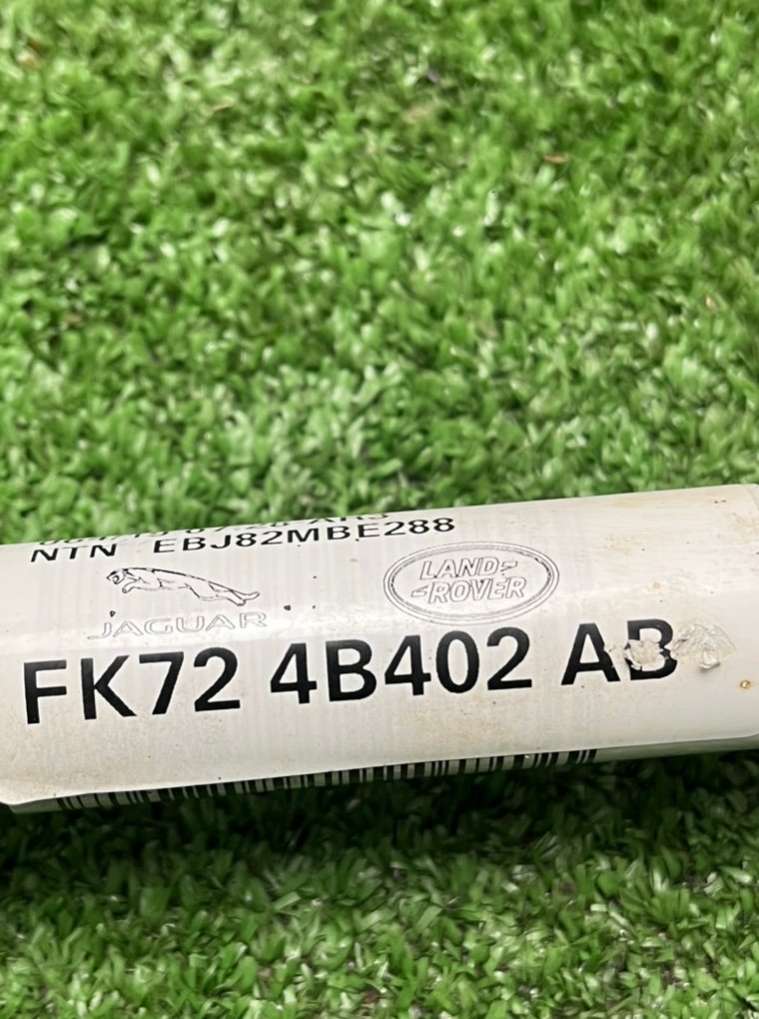 NTN EBJ82MBE288
JAGUAR
LAND-
-ROVER
FK72 4B402 AB